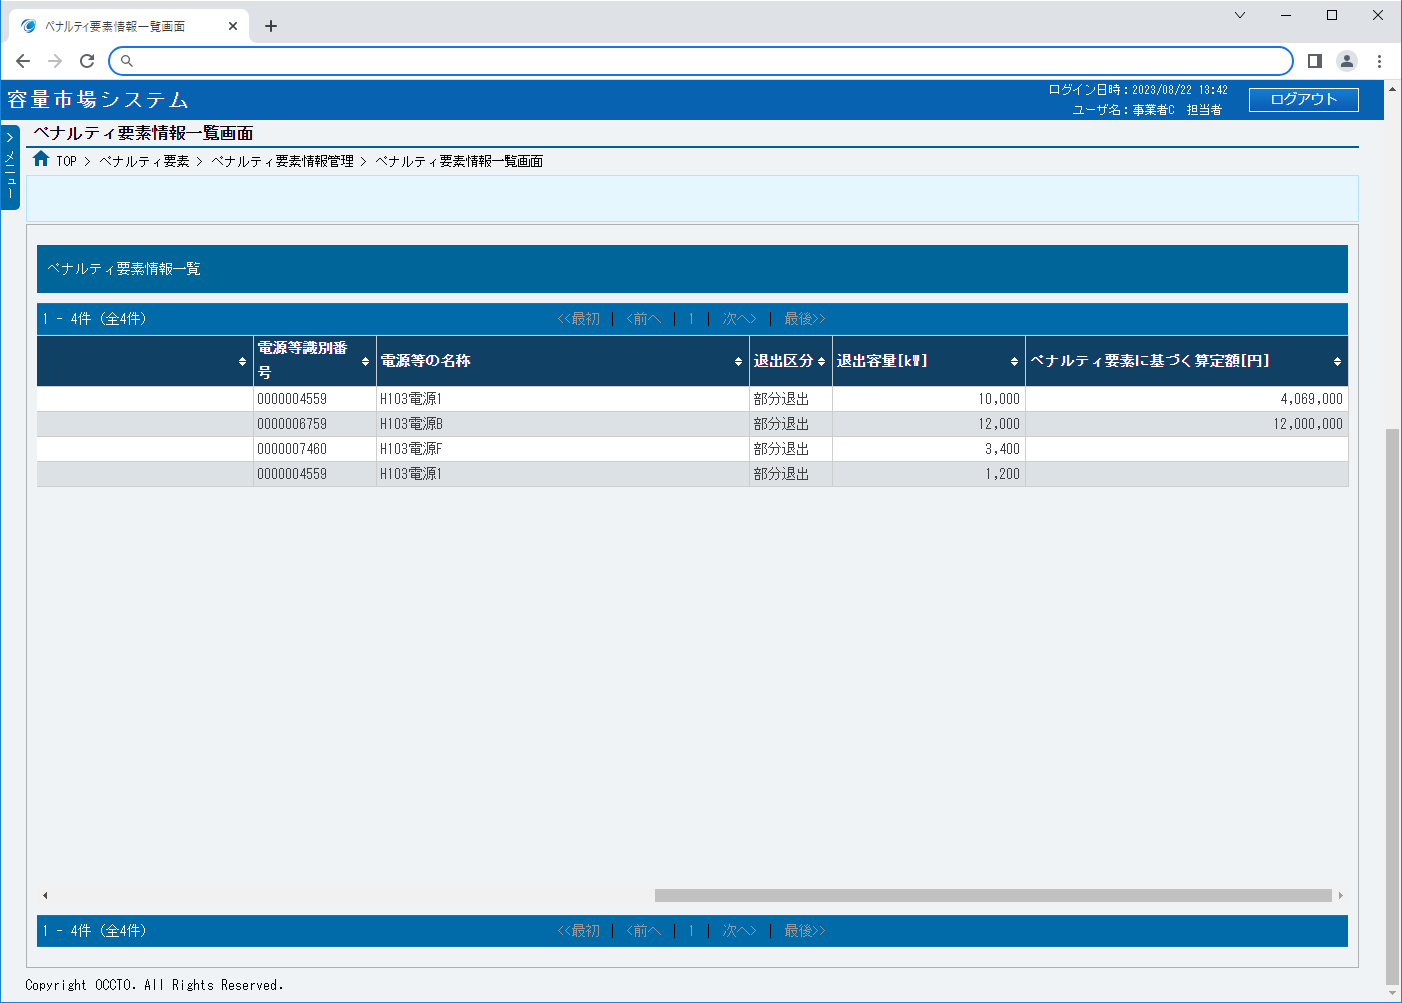 ペナルティ要素情報一覧画面
容量市場システム
ログイン日時：2023/08/22 13:42
ユーザ名：事業者C 担当者
ログアウト
> メニュー
ペナルティ要素情報一覧画面
TOP > ペナルティ要素 > ペナルティ要素情報管理 > ペナルティ要素情報一覧画面
ペナルティ要素情報一覧
1 - 4件 (全4件) <<最初 | <前へ | 1 | 次へ> | 最後>>
電源等識別番号 電源等の名称 退出区分 退出容量[kW] ペナルティ要素に基づく算定額[円]
0000004559 H103電源1 部分退出 10,000 4,069,000
0000006759 H103電源B 部分退出 12,000 12,000,000
0000007460 H103電源F 部分退出 3,400
0000004559 H103電源1 部分退出 1,200
1 - 4件 (全4件) <<最初 | <前へ | 1 | 次へ> | 最後>>
Copyright OCCTO. All Rights Reserved.